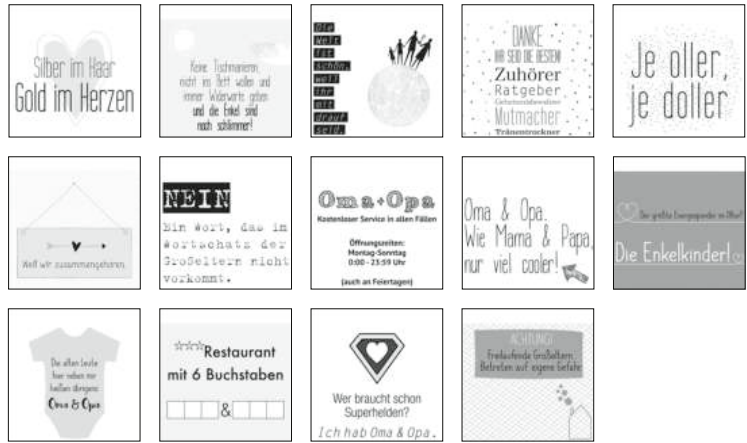 Silber im Haar
Gold im Herzen
Keine Tischmanieren,
nicht ins Bett wollen und
immer Widerworte geben
und die Enkel sind
noch schlimmer!
Die
Welt
ist
schön,
weil
ihr
mit
drauf
seid.
DANKE
IHR SEID DIE BESTEN!
Zuhörer
Ratgeber
Geheimnisbewahrer
Mutmacher
Tränentrockner
Je oller,
je doller
Weil wir zusammengehören.
NEIN
Ein Wort, das im
Wortschatz der
Großeltern nicht
vorkommt.
Oma+Opa
Kostenloser Service in allen Fällen
Öffnungszeiten:
Montag-Sonntag
0:00 - 23:59 Uhr
(auch an Feiertagen)
Oma & Opa.
Wie Mama & Papa,
nur viel cooler!
Der größte Energiespender im Alter?
Die Enkelkinder!
Die alten Leute
hier neben mir
heißen übrigens
Oma & Opa
Restaurant
mit 6 Buchstaben
&
Wer braucht schon
Superhelden?
Ich hab Oma & Opa.
ACHTUNG!
Freilaufende Großeltern.
Betreten auf eigene Gefahr